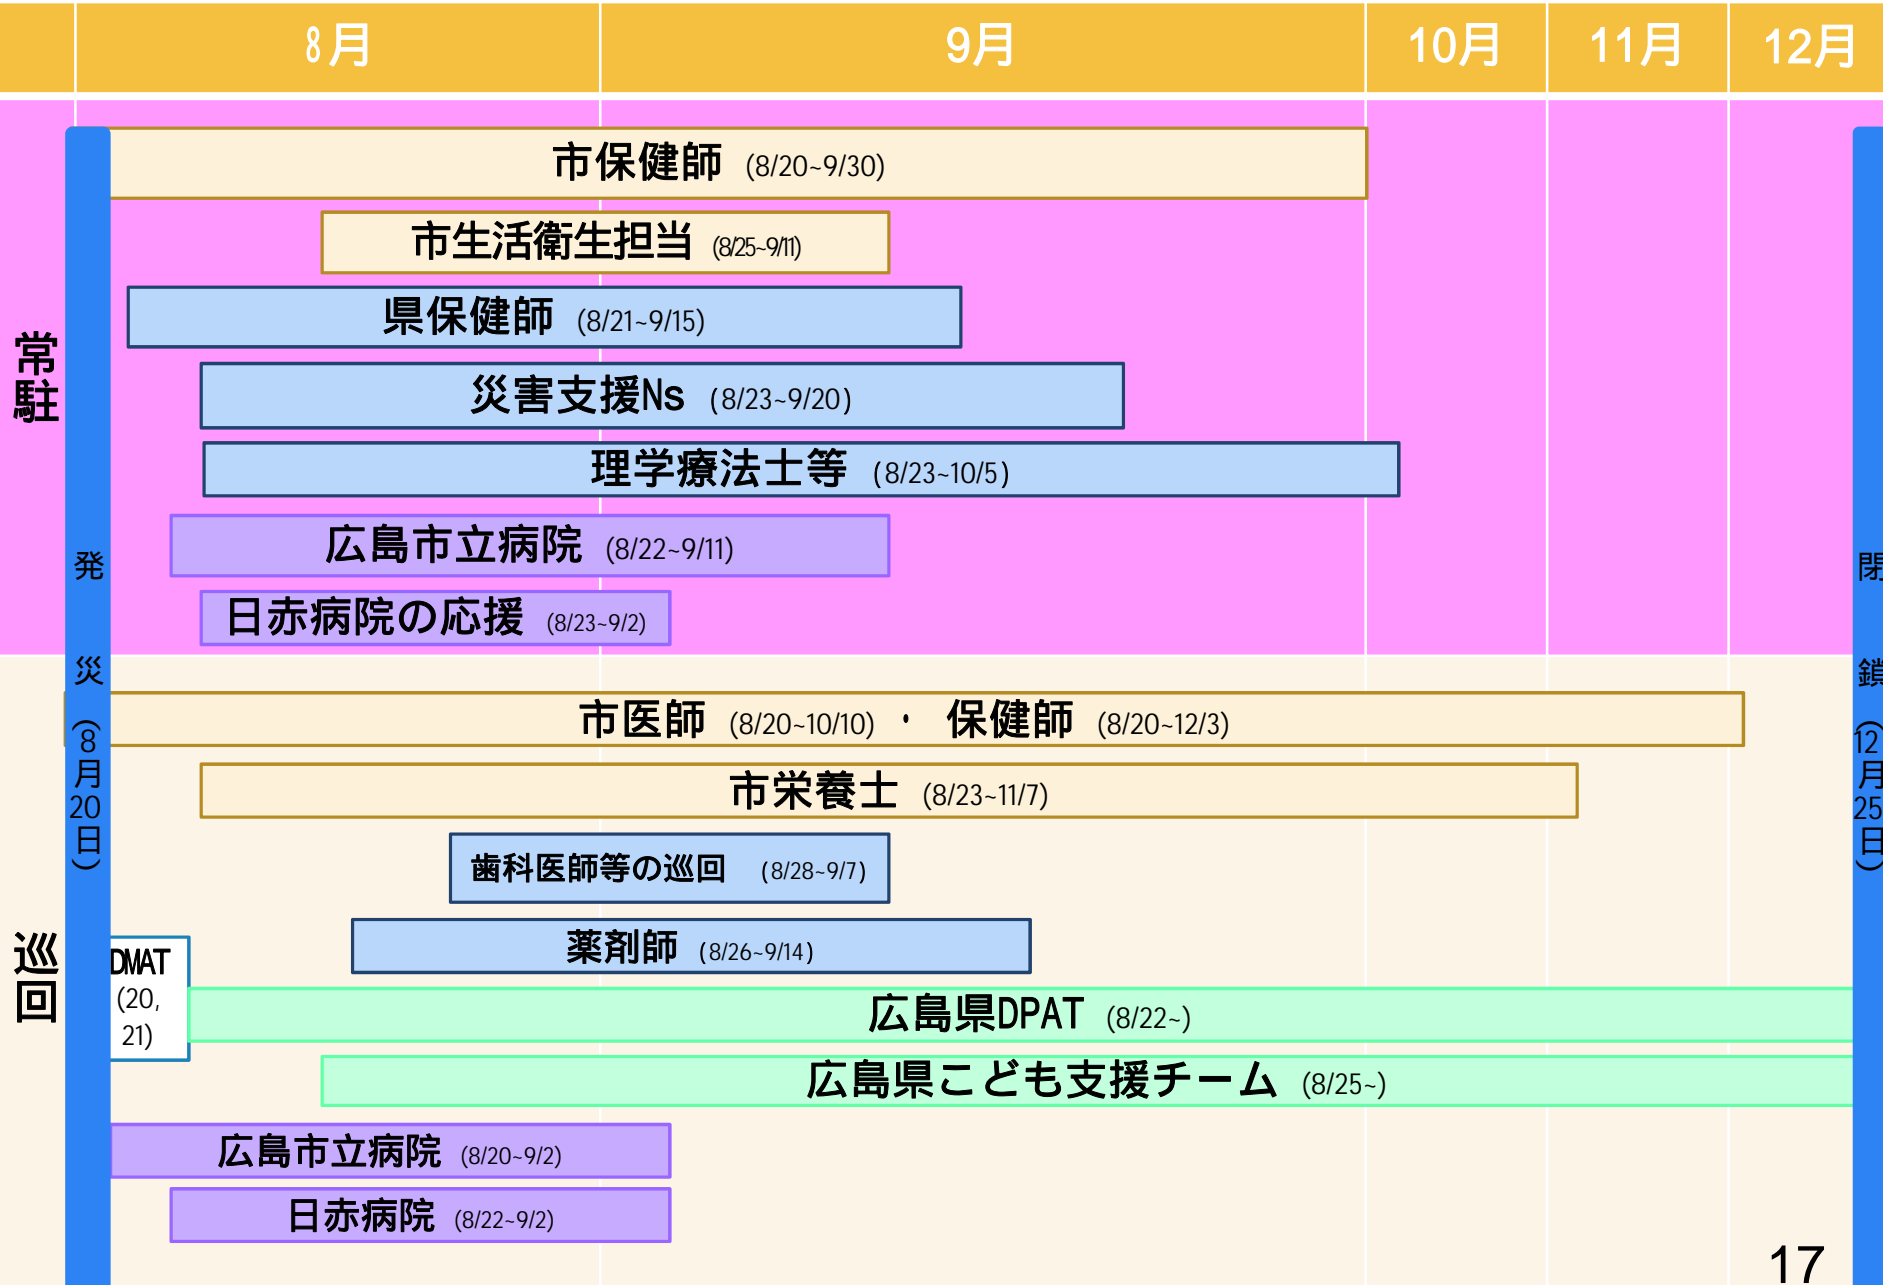 8月 9月 10月 11月 12月
常駐
発災(8月20日)
市保健師 (8/20~9/30)
市生活衛生担当 (8/25~9/11)
県保健師 (8/21~9/15)
災害支援Ns (8/23~9/20)
理学療法士等 (8/23~10/5)
広島市立病院 (8/22~9/11)
日赤病院の応援 (8/23~9/2)
閉鎖(12月25日)
巡回
市医師 (8/20~10/10) ・ 保健師 (8/20~12/3)
市栄養士 (8/23~11/7)
歯科医師等の巡回 (8/28~9/7)
薬剤師 (8/26~9/14)
DMAT
(20,
21)
広島県DPAT (8/22~)
広島県こども支援チーム (8/25~)
広島市立病院 (8/20~9/2)
日赤病院 (8/22~9/2)
17